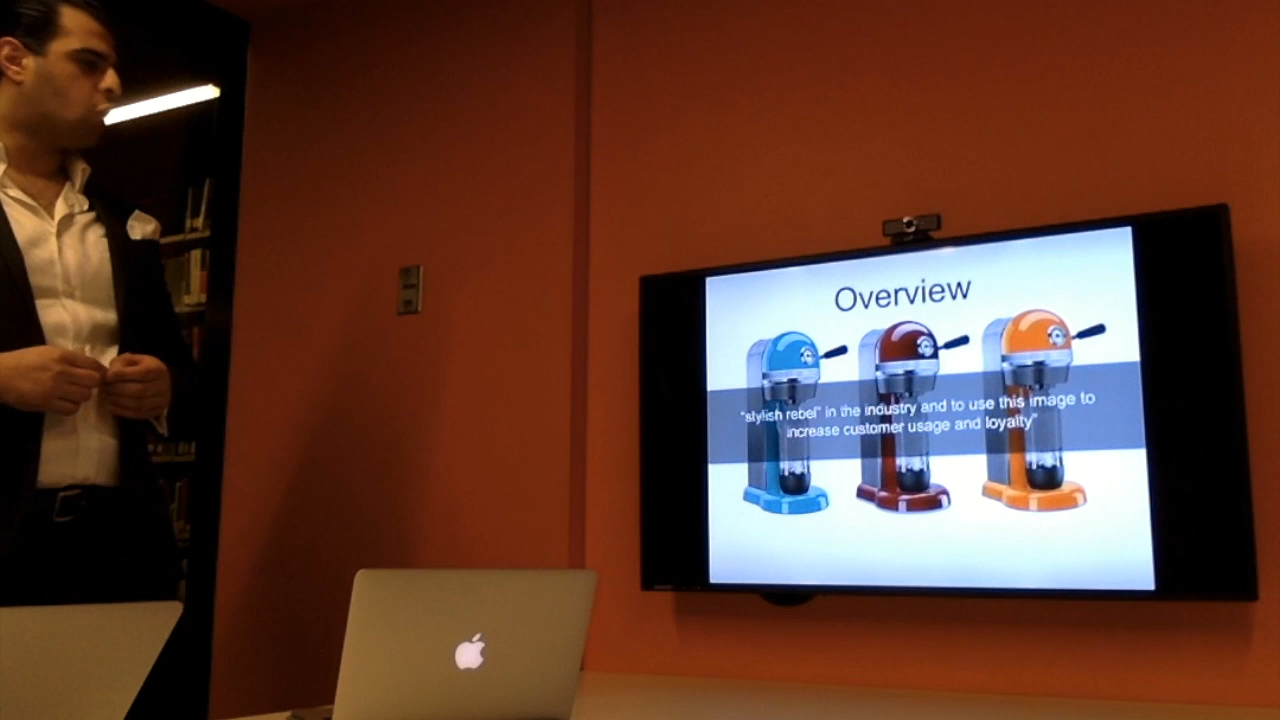 Overview
"stylish rebel" in the industry and to use this image to
increase customer usage and loyalty"